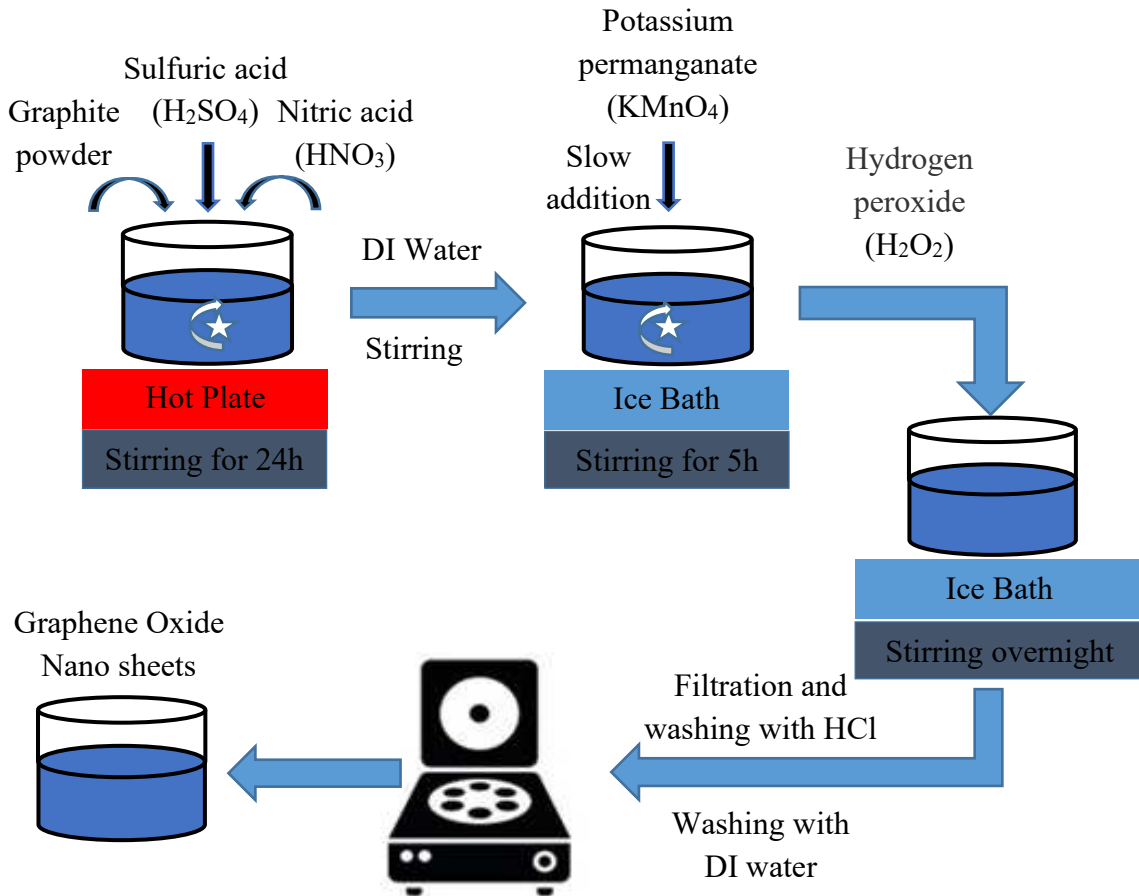 Graphite
powder
Sulfuric acid
(H₂SO₄)
Nitric acid
(HNO₃)
Hot Plate
Stirring for 24h
DI Water
Stirring
Potassium
permanganate
(KMnO₄)
Slow
addition
Ice Bath
Stirring for 5h
Hydrogen
peroxide
(H₂O₂)
Ice Bath
Stirring overnight
Filtration and
washing with HCl
Washing with
DI water
Graphene Oxide
Nano sheets